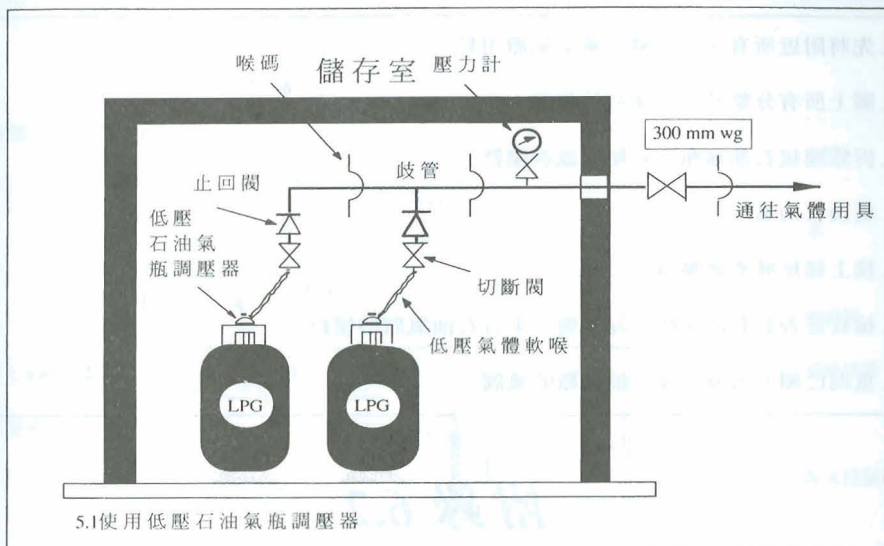 喉碼
儲存室
壓力計
300 mm wg
歧管
止回閥
通往氣體用具
低壓
石油氣
瓶調壓器
切斷閥
低壓氣體軟喉
LPG
LPG
5.1使用低壓石油氣瓶調壓器